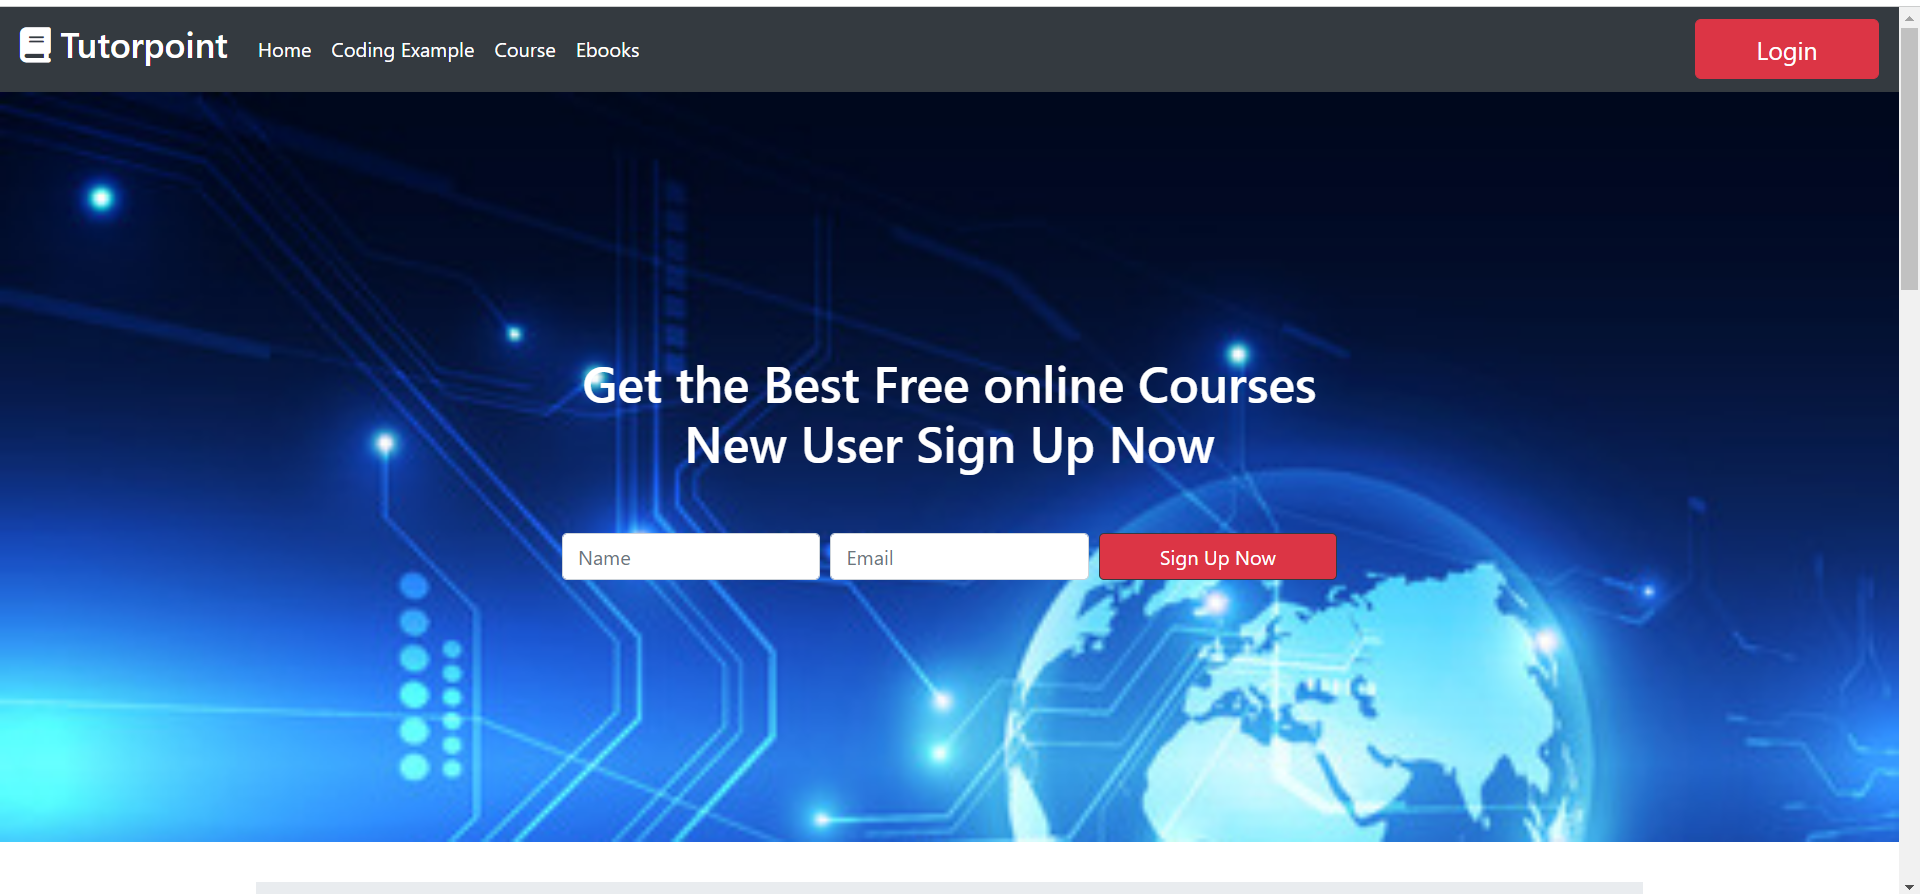 Tutorpoint Home Coding Example Course Ebooks Login
Get the Best Free online Courses
New User Sign Up Now
Name Email Sign Up Now